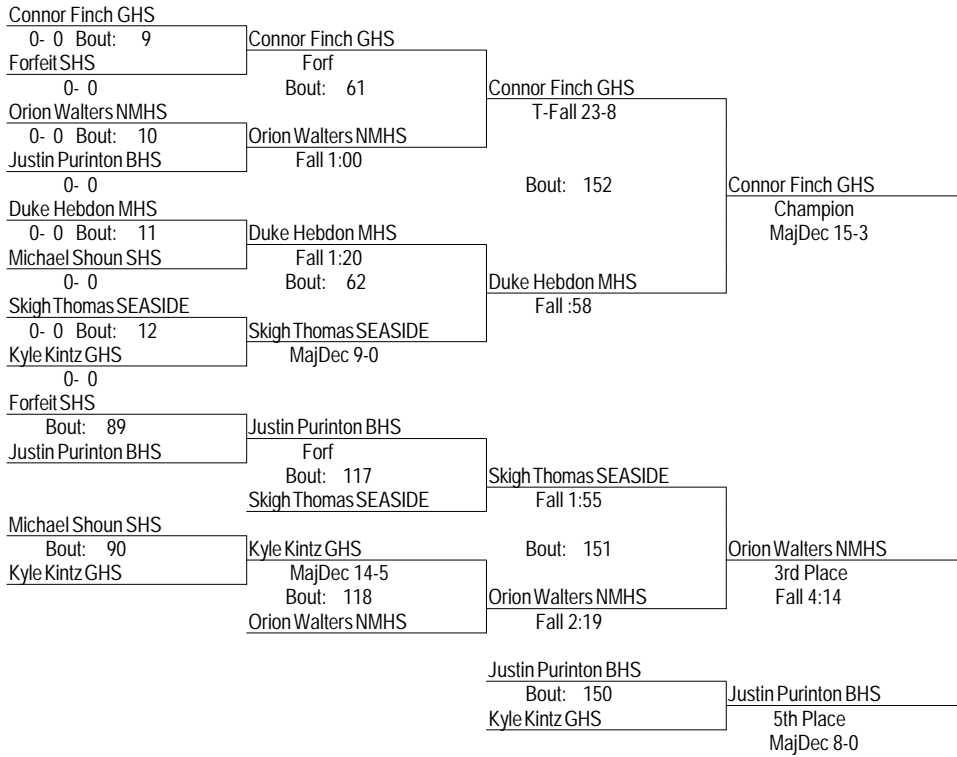 Connor Finch GHS
0- 0 Bout: 9
Connor Finch GHS
Forfeit SHS
Forf
0- 0
Bout: 61
Connor Finch GHS
Orion Walters NMHS
T-Fall 23-8
0- 0 Bout: 10
Orion Walters NMHS
Justin Purinton BHS
Fall 1:00
0- 0
Bout: 152
Connor Finch GHS
Duke Hebdon MHS
Champion
0- 0 Bout: 11
Duke Hebdon MHS
MajDec 15-3
Michael Shoun SHS
Fall 1:20
0- 0
Bout: 62
Duke Hebdon MHS
Skigh Thomas SEASIDE
Fall :58
0- 0 Bout: 12
Skigh Thomas SEASIDE
Kyle Kintz GHS
MajDec 9-0
0- 0
Forfeit SHS
Bout: 89
Justin Purinton BHS
Justin Purinton BHS
Forf
Bout: 117
Skigh Thomas SEASIDE
Skigh Thomas SEASIDE
Fall 1:55
Michael Shoun SHS
Bout: 90
Kyle Kintz GHS
Bout: 151
Orion Walters NMHS
Kyle Kintz GHS
MajDec 14-5
3rd Place
Bout: 118
Orion Walters NMHS
Fall 4:14
Orion Walters NMHS
Fall 2:19
Justin Purinton BHS
Bout: 150
Justin Purinton BHS
Kyle Kintz GHS
5th Place
MajDec 8-0